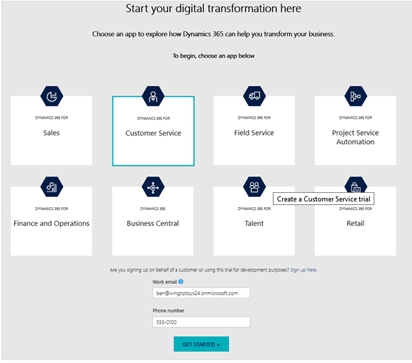 Start your digital transformation here
Choose an app to explore how Dynamics 365 can help you transform your business.
To begin, choose an app below
DYNAMICS 365 FOR
Sales
DYNAMICS 365 FOR
Customer Service
DYNAMICS 365 FOR
Field Service
DYNAMICS 365 FOR
Project Service
Automation
DYNAMICS 365 FOR
Finance and Operations
DYNAMICS 365
Business Central
DYNAMICS 365 FOR
Talent
DYNAMICS 365 FOR
Retail
Create a Customer Service trial
Are you signing up on behalf of a customer or using this trial for development purposes? Sign up here.
Work email
ben@wingtiptoys24.onmicrosoft.com
Phone number
555-0100
GET STARTED >